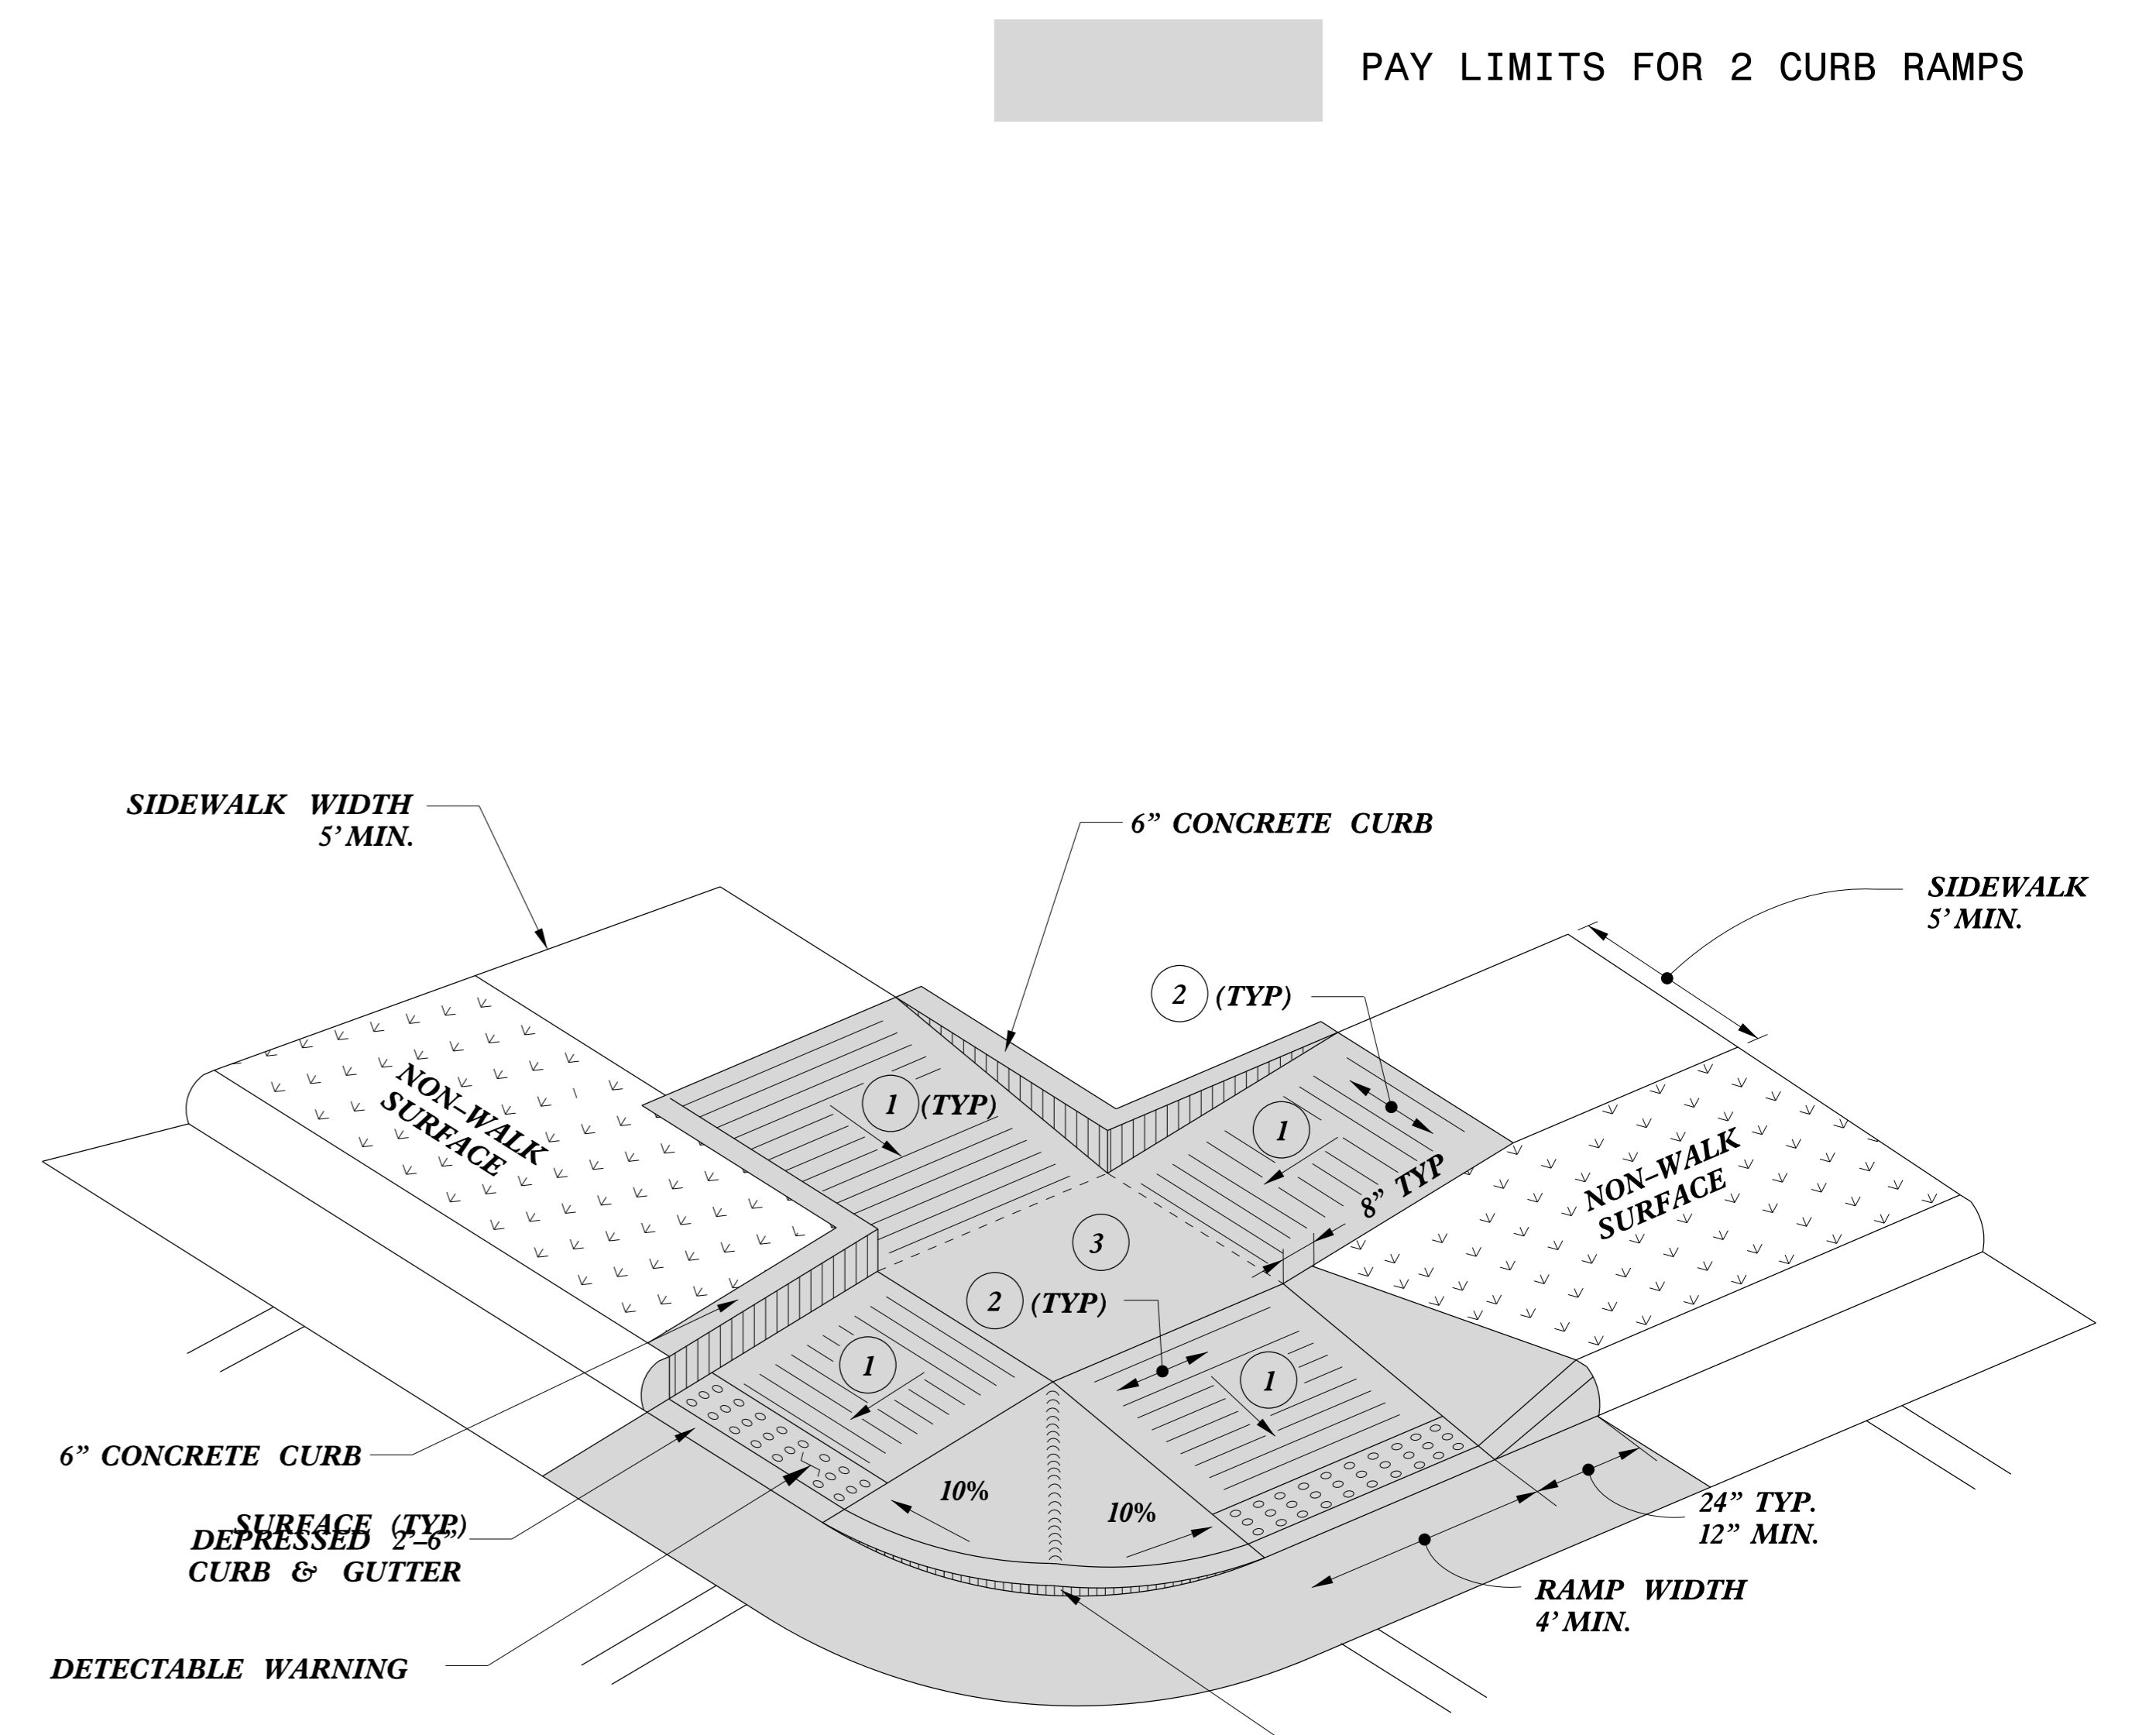 PAY LIMITS FOR 2 CURB RAMPS
SIDEWALK WIDTH
5' MIN.
6” CONCRETE CURB
SIDEWALK
5' MIN.
2 (TYP)
NON–WALK
SURFACE
1 (TYP)
1
8” TYP
NON–WALK
SURFACE
3
2 (TYP)
1
1
6” CONCRETE CURB
10%
10%
SURFACE (TYP)
DEPRESSED 2'–6”
CURB & GUTTER
24” TYP.
12” MIN.
RAMP WIDTH
4' MIN.
DETECTABLE WARNING